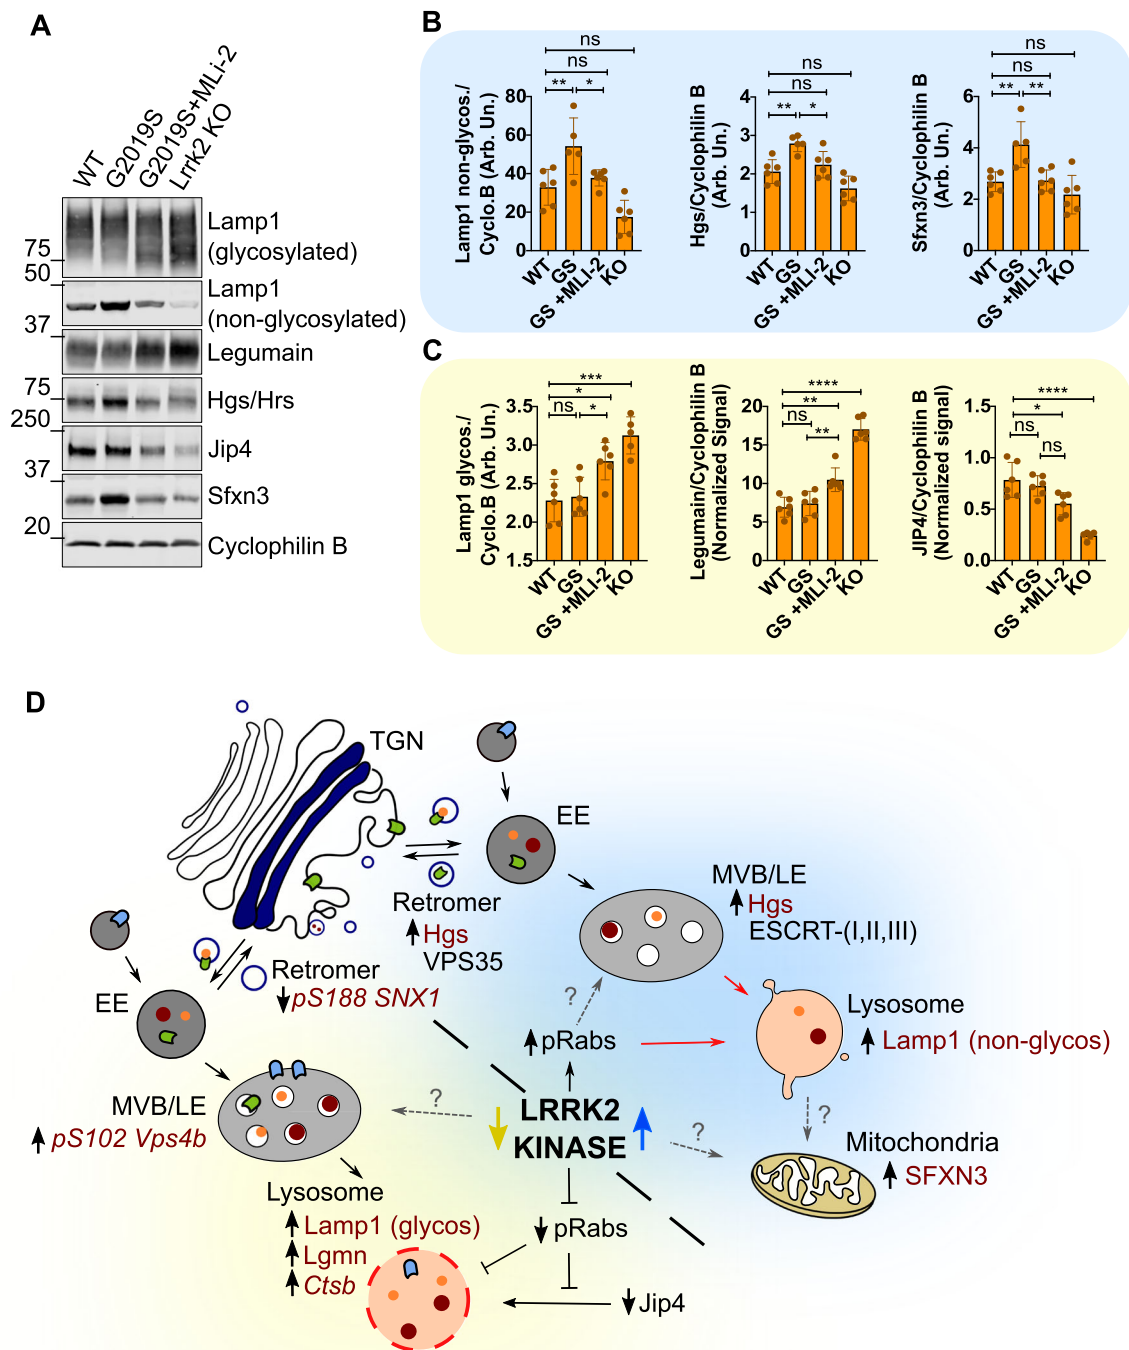 A
WT
G2019S
G2019S+MLi-2
Lrrk2 KO
Lamp1
(glycosylated)
75
50
Lamp1
(non-glycosylated)
37
Legumain
75
Hgs/Hrs
250
Jip4
37
Sfxn3
20
Cyclophilin B
B
Lamp1 non-glycos./
Cyclo.B (Arb. Un.)
80
60
40
20
0
ns
ns
**
*
WT
GS
GS +MLI-2
KO
Hgs/Cyclophilin B
(Arb. Un.)
4
3
2
1
0
ns
ns
**
*
WT
GS
GS +MLI-2
KO
Sfxn3/Cyclophilin B
(Arb. Un.)
6
4
2
0
ns
ns
**
**
WT
GS
GS +MLI-2
KO
C
Lamp1 glycos./
Cyclo.B (Arb. Un.)
3.5
3.0
2.5
2.0
1.5
***
*
ns
*
WT
GS
GS +MLI-2
KO
Legumain/Cyclophilin B
(Normalized Signal)
20
15
10
5
0
****
**
ns
**
WT
GS
GS +MLI-2
KO
JIP4/Cyclophilin B
(Normalized signal)
1.5
1.0
0.5
0.0
****
*
ns
ns
WT
GS
GS +MLI-2
KO
D
TGN
EE
MVB/LE
Hgs
ESCRT-(I,II,III)
Retromer
Hgs
VPS35
Retromer
pS188 SNX1
EE
?
pRabs
Lysosome
Lamp1 (non-glycos)
MVB/LE
pS102 Vps4b
?
LRRK2
KINASE
?
?
Mitochondria
SFXN3
Lysosome
Lamp1 (glycos)
Lgmn
Ctsb
pRabs
Jip4